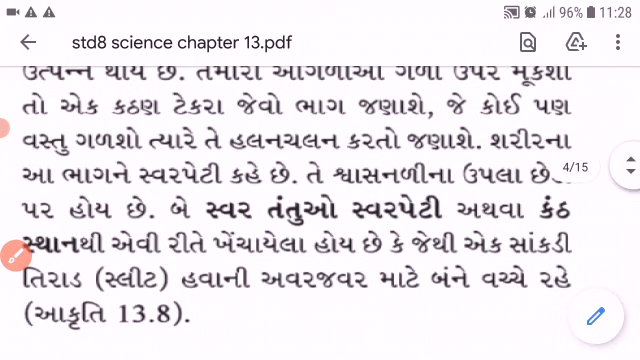 96% 11:28
std8 science chapter 13.pdf
ઉત્પન્ન થાય છે. તમારી આંગળીઓ ગળા ઉપર મૂકશો
તો એક કઠણ ટેકરા જેવો ભાગ જણાશે, જે કોઈ પણ
વસ્તુ ગળશો ત્યારે તે હલનચલન કરતો જણાશે. શરીરના
આ ભાગને સ્વરપેટી કહે છે. તે શ્વાસનળીના ઉપલા
4/15
પર હોય છે. બે સ્વર તંતુઓ સ્વરપેટી અથવા કંઠ
સ્થાનથી એવી રીતે ખેંચાયેલા હોય છે કે જેથી એક સાંકડી
તિરાડ (સ્લીટ) હવાની અવરજવર માટે બંને વચ્ચે રહે
(આકૃતિ 13.8).